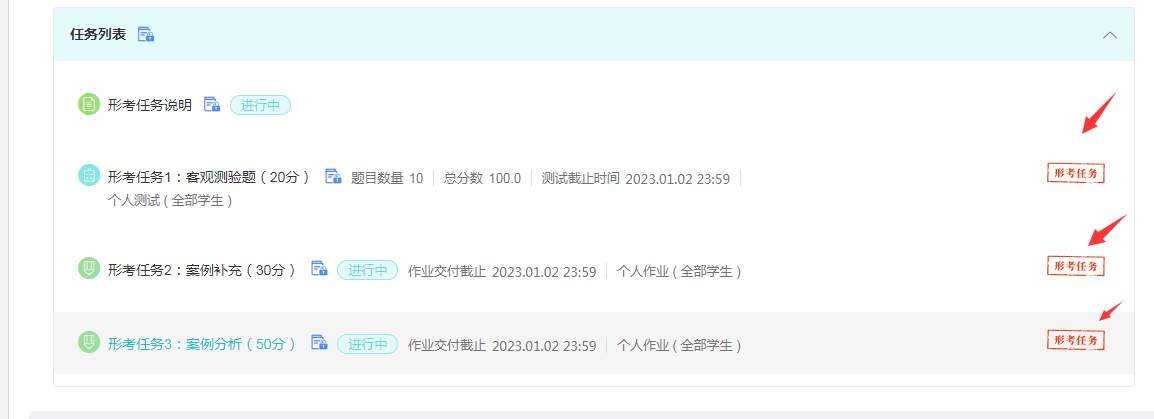 任务列表
形考任务说明 进行中
形考任务1：客观测验题（20分） 题目数量 10 总分数 100.0 测试截止时间 2023.01.02 23:59
形考任务
个人测试 ( 全部学生 )
形考任务2：案例补充（30分） 进行中 作业交付截止 2023.01.02 23:59 个人作业 ( 全部学生 )
形考任务
形考任务3：案例分析（50分） 进行中 作业交付截止 2023.01.02 23:59 个人作业 ( 全部学生 )
形考任务